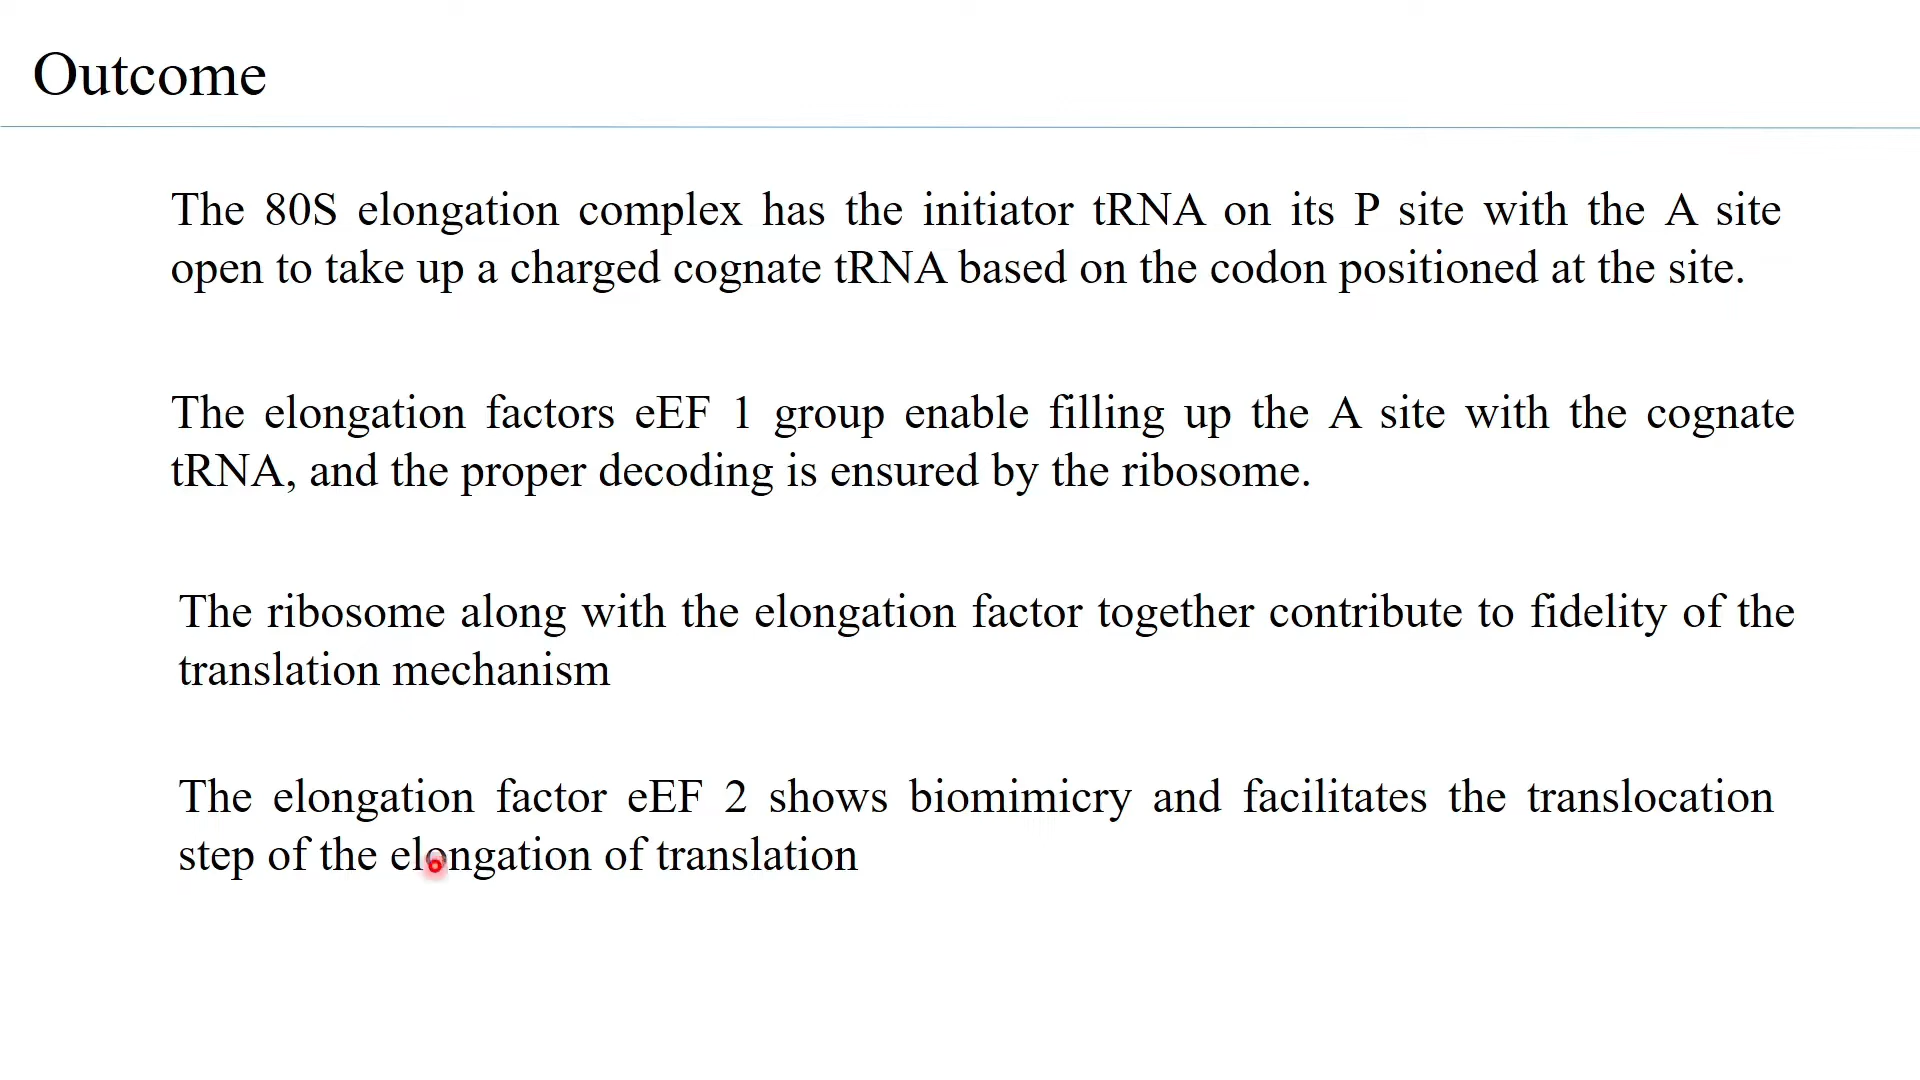 Outcome
The 80S elongation complex has the initiator tRNA on its P site with the A site
open to take up a charged cognate tRNA based on the codon positioned at the site.
The elongation factors eEF 1 group enable filling up the A site with the cognate
tRNA, and the proper decoding is ensured by the ribosome.
The ribosome along with the elongation factor together contribute to fidelity of the
translation mechanism
The elongation factor eEF 2 shows biomimicry and facilitates the translocation
step of the elongation of translation